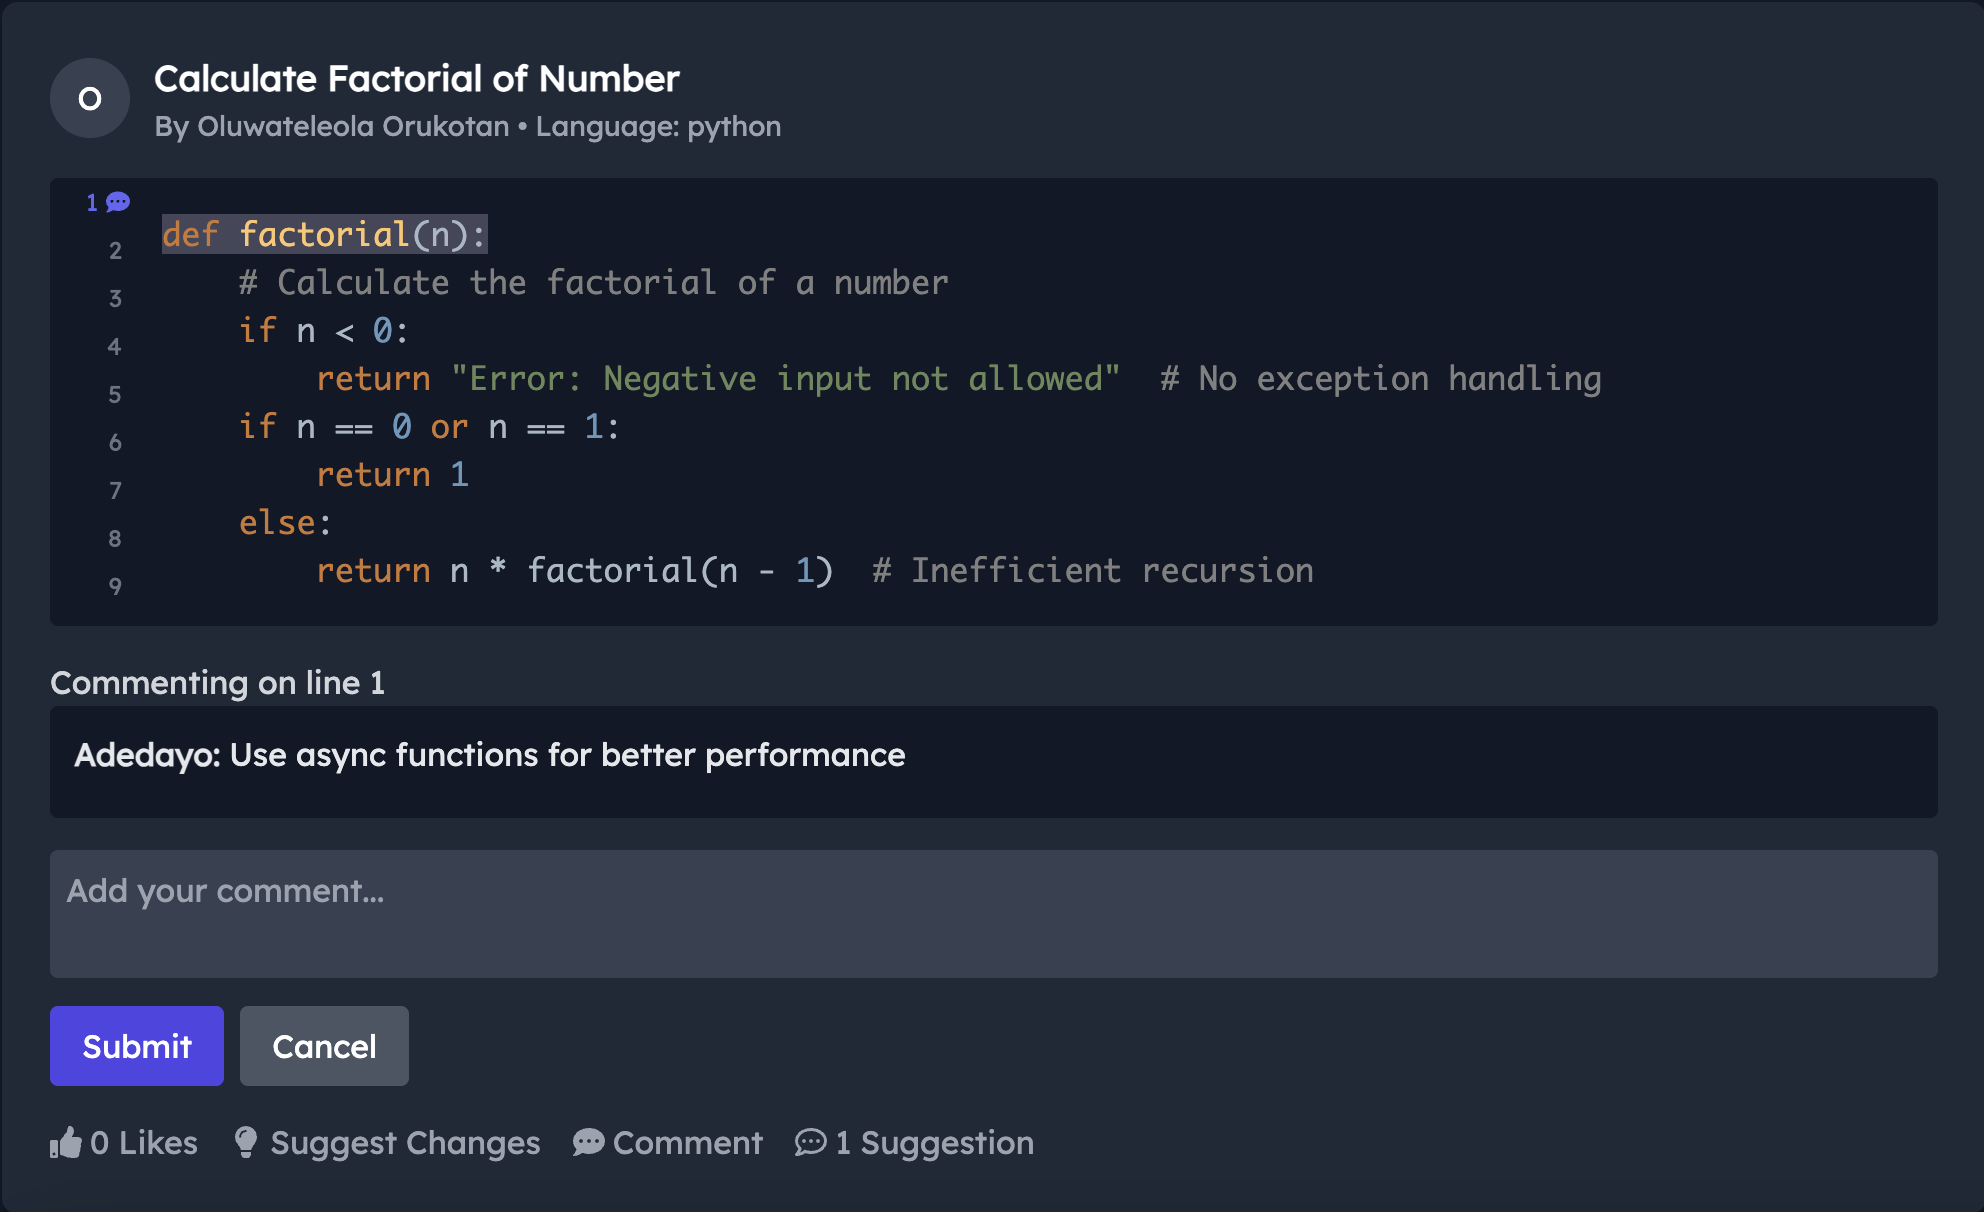 O
Calculate Factorial of Number
By Oluwateleola Orukotan • Language: python
1
def factorial(n):
2
# Calculate the factorial of a number
3
if n < 0:
4
return "Error: Negative input not allowed"  # No exception handling
5
if n == 0 or n == 1:
6
return 1
7
else:
8
return n * factorial(n - 1)  # Inefficient recursion
9
Commenting on line 1
Adedayo: Use async functions for better performance
Add your comment...
Submit Cancel
0 Likes Suggest Changes Comment 1 Suggestion